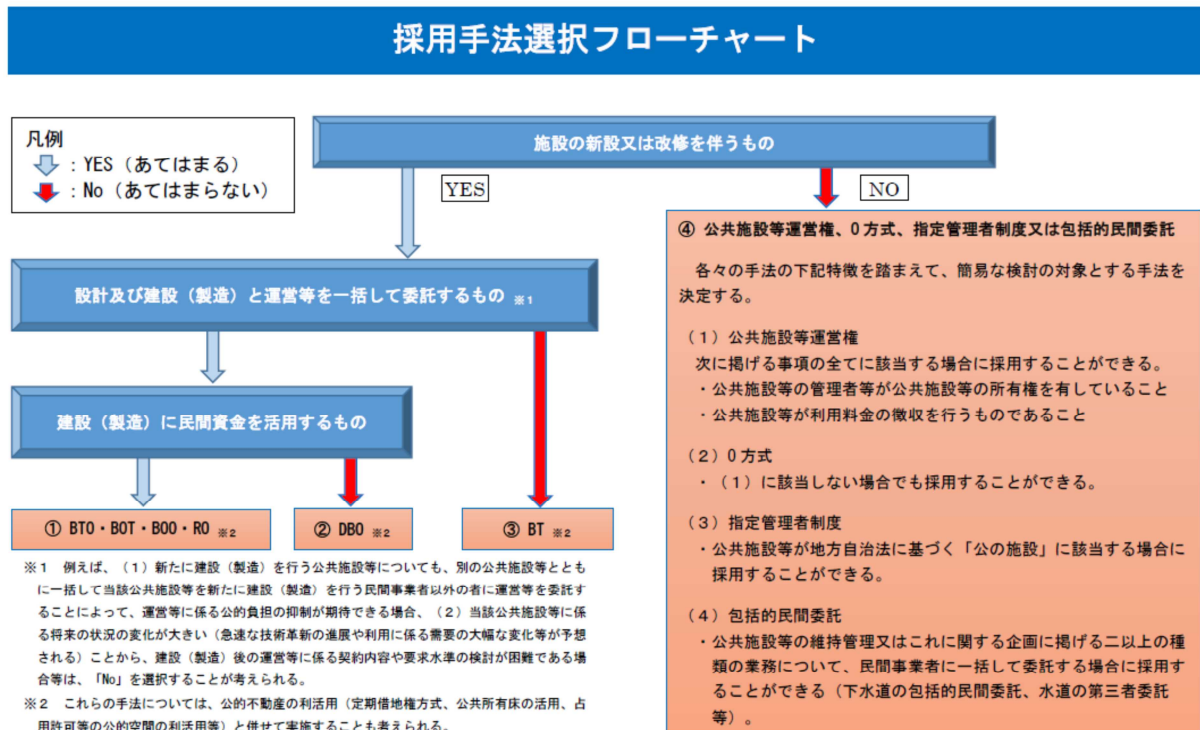 採用手法選択フローチャート
凡例
：YES（あてはまる）
：No（あてはまらない）
施設の新設又は改修を伴うもの
YES
NO
設計及び建設（製造）と運営等を一括して委託するもの ※1
建設（製造）に民間資金を活用するもの
① BTO・BOT・BOO・RO ※2
② DBO ※2
③ BT ※2
※１　例えば、（１）新たに建設（製造）を行う公共施設等についても、別の公共施設等ととも
に一括して当該公共施設等を新たに建設（製造）を行う民間事業者以外の者に運営等を委託す
ることによって、運営等に係る公的負担の抑制が期待できる場合、（２）当該公共施設等に係
る将来の状況の変化が大きい（急速な技術革新の進展や利用に係る需要の大幅な変化等が予想
される）ことから、建設（製造）後の運営等に係る契約内容や要求水準の検討が困難である場
合等は、「No」を選択することが考えられる。
※２　これらの手法については、公的不動産の利活用（定期借地権方式、公共所有床の活用、占
用許可等の公的空間の利活用等）と併せて実施することも考えられる。
④ 公共施設等運営権、O方式、指定管理者制度又は包括的民間委託
各々の手法の下記特徴を踏まえて、簡易な検討の対象とする手法を
決定する。
（１）公共施設等運営権
次に掲げる事項の全てに該当する場合に採用することができる。
・公共施設等の管理者等が公共施設等の所有権を有していること
・公共施設等が利用料金の徴収を行うものであること
（２）O方式
・（１）に該当しない場合でも採用することができる。
（３）指定管理者制度
・公共施設等が地方自治法に基づく「公の施設」に該当する場合に
採用することができる。
（４）包括的民間委託
・公共施設等の維持管理又はこれに関する企画に掲げる二以上の種
類の業務について、民間事業者に一括して委託する場合に採用す
ることができる（下水道の包括的民間委託、水道の第三者委託
等）。